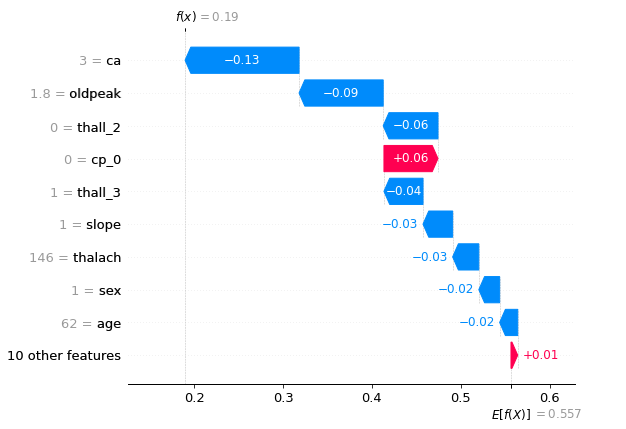 f(x) = 0.19
3 = ca
−0.13
1.8 = oldpeak
−0.09
0 = thall_2
−0.06
0 = cp_0
+0.06
1 = thall_3
−0.04
1 = slope
−0.03
146 = thalach
−0.03
1 = sex
−0.02
62 = age
−0.02
10 other features
+0.01
0.2 0.3 0.4 0.5 0.6
E[f(X)] = 0.557